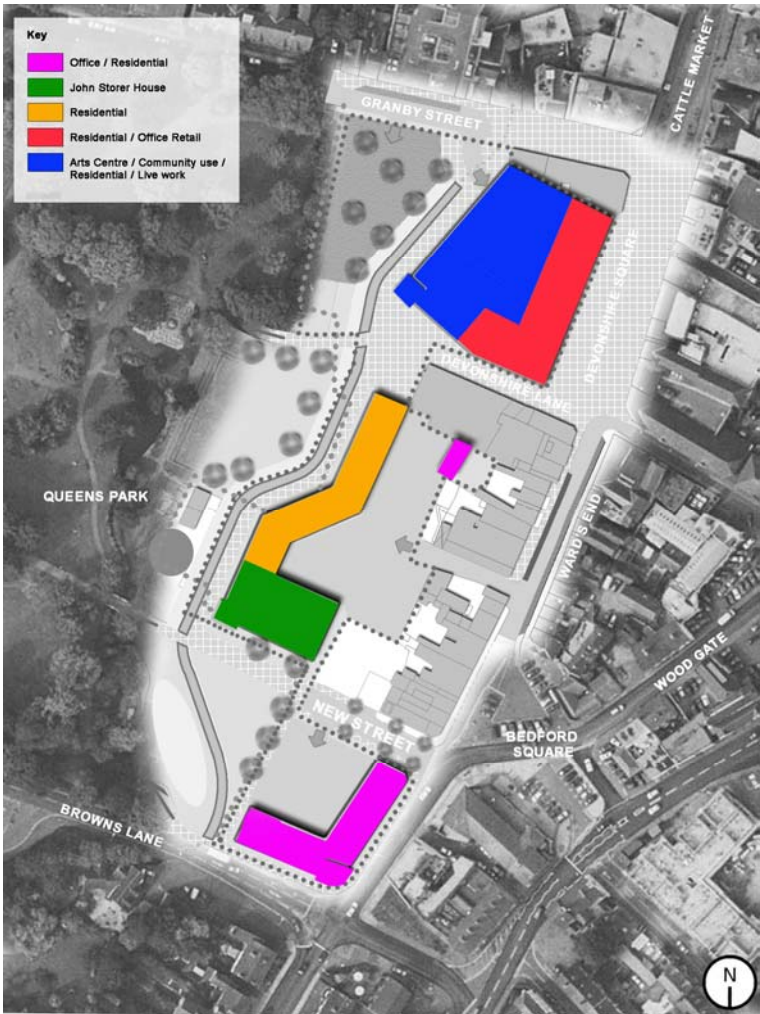 Key
Office / Residential
John Storer House
Residential
Residential / Office Retail
Arts Centre / Community use /
Residential / Live work
CATTLE MARKET
GRANBY STREET
DEVONSHIRE SQUARE
DEVONSHIRE LANE
QUEENS PARK
WARD'S END
WOOD GATE
NEW STREET
BEDFORD
SQUARE
BROWNS LANE
N